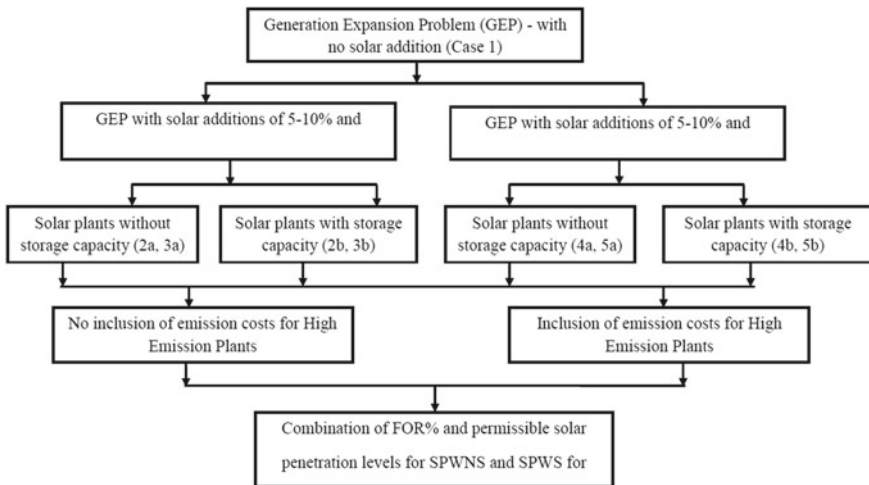 Generation Expansion Problem (GEP) - with
no solar addition (Case 1)
GEP with solar additions of 5-10% and
GEP with solar additions of 5-10% and
Solar plants without
storage capacity (2a, 3a)
Solar plants with storage
capacity (2b, 3b)
Solar plants without
storage capacity (4a, 5a)
Solar plants with storage
capacity (4b, 5b)
No inclusion of emission costs for High
Emission Plants
Inclusion of emission costs for High
Emission Plants
Combination of FOR% and permissible solar
penetration levels for SPWNS and SPWS for